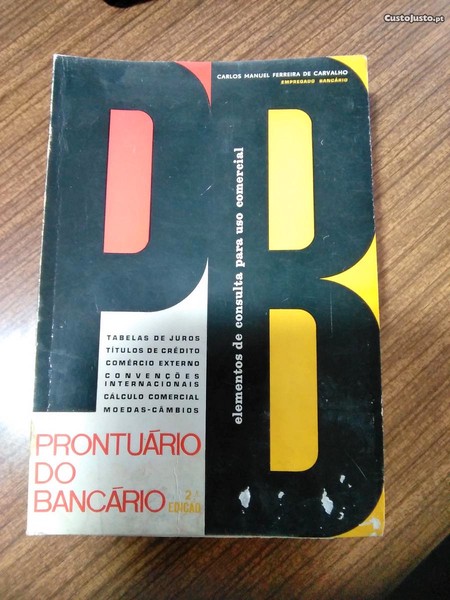 CustoJusto.pt
CARLOS MANUEL FERREIRA DE CARVALHO
EMPREGADO BANCÁRIO
PB
elementos de consulta para uso comercial
TABELAS DE JUROS
TÍTULOS DE CRÉDITO
COMÉRCIO EXTERNO
CONVENÇÕES
INTERNACIONAIS
CÁLCULO COMERCIAL
MOEDAS-CÂMBIOS
PRONTUÁRIO
DO
BANCÁRIO
2.ª
EDIÇÃO